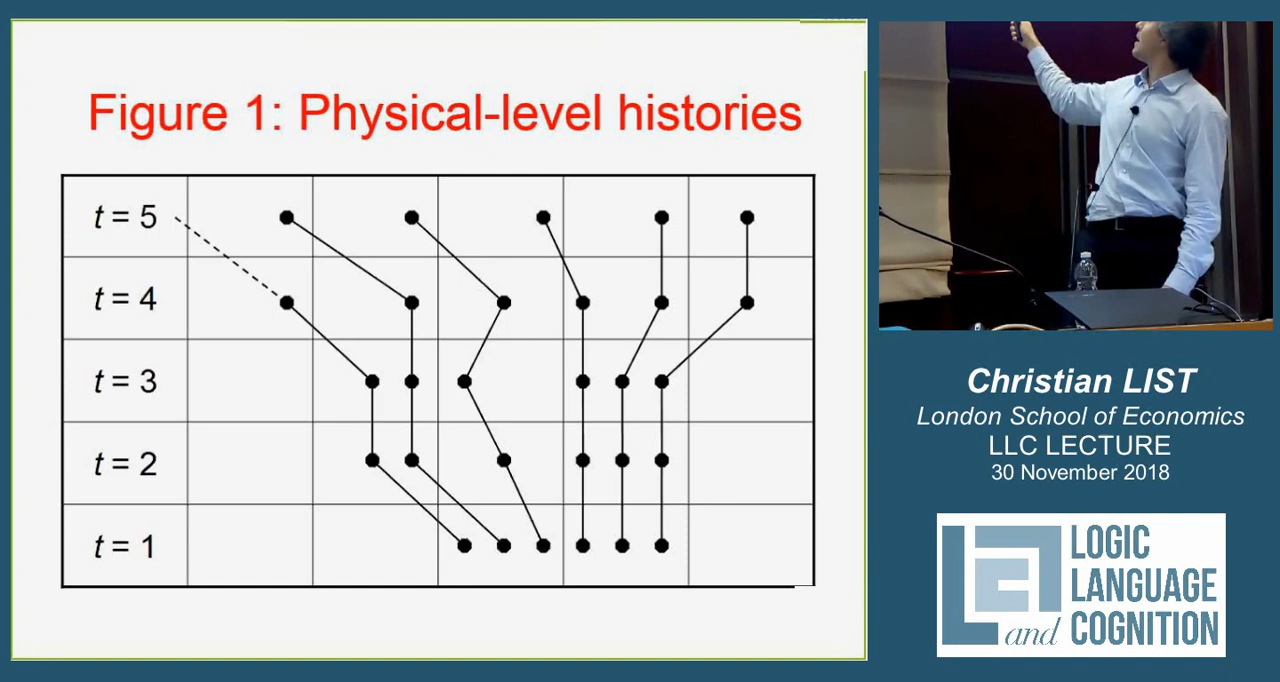 Figure 1: Physical-level histories
t = 5
t = 4
t = 3
t = 2
t = 1
Christian LIST
London School of Economics
LLC LECTURE
30 November 2018
LOGIC
LANGUAGE
and COGNITION